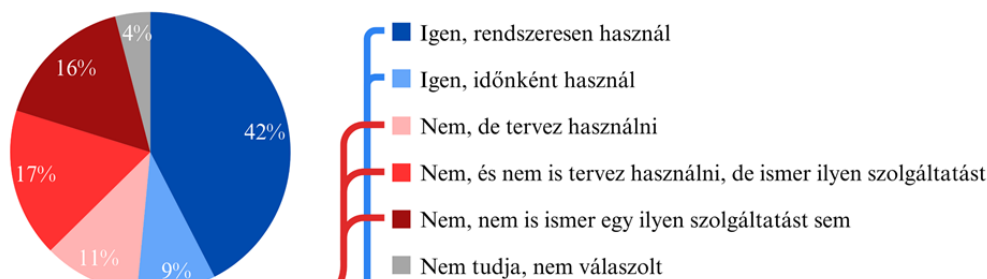 4%
16%
42%
17%
11%
9%
Igen, rendszeresen használ
Igen, időnként használ
Nem, de tervez használni
Nem, és nem is tervez használni, de ismer ilyen szolgáltatást
Nem, nem is ismer egy ilyen szolgáltatást sem
Nem tudja, nem válaszolt